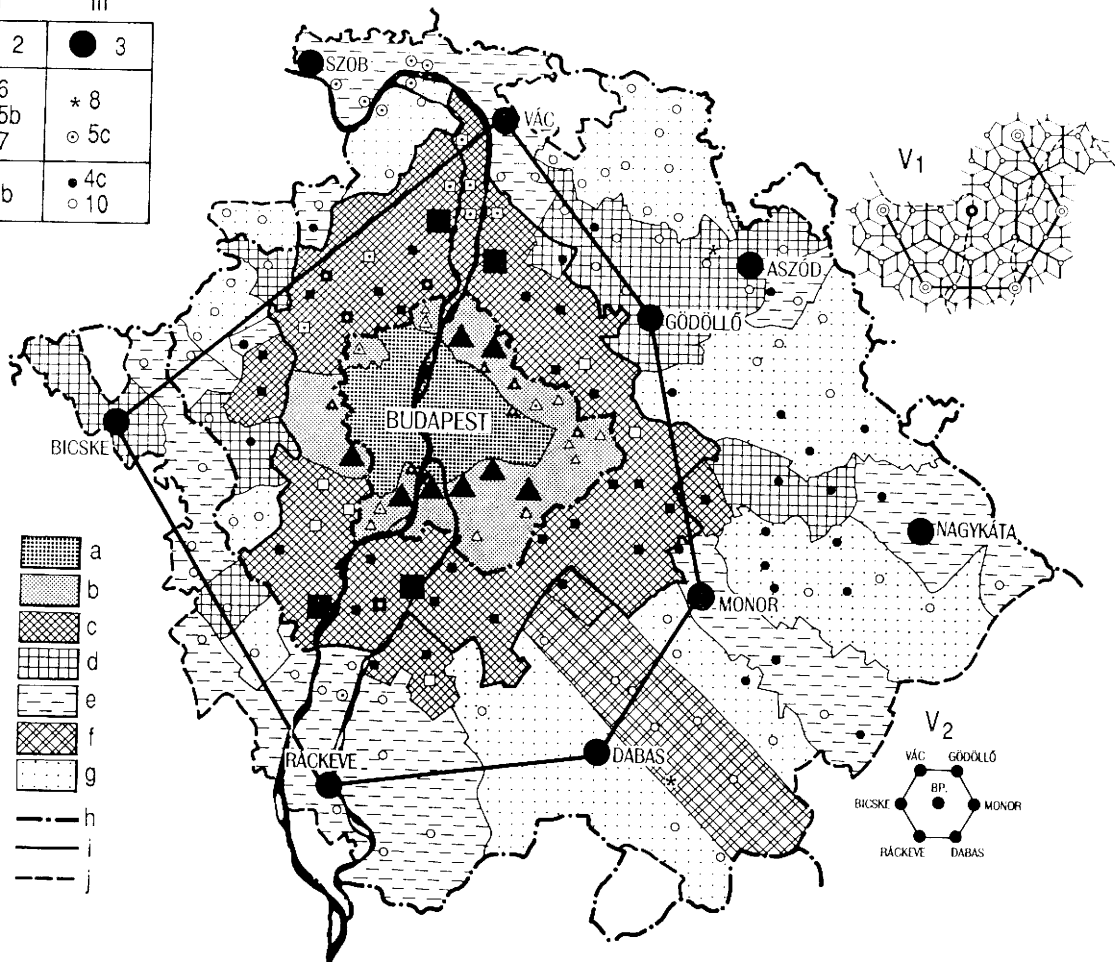 III
2
3
6
5b
7
* 8
5c
b
4c
10
SZOB
VÁC
V1
ASZÓD
GÖDÖLLŐ
BUDAPEST
BICSKE
NAGYKÁTA
MONOR
DABAS
RÁCKEVE
a
b
c
d
e
f
g
h
i
j
V2
VÁC GÖDÖLLŐ
BP.
BICSKE MONOR
RÁCKEVE DABAS